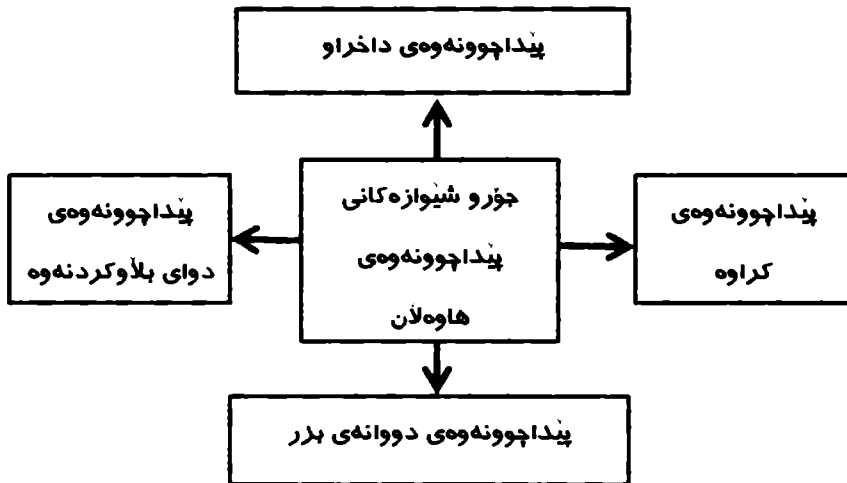 پێداچوونەوەی داخراو
جۆرو شێوازەکانی
پێداچوونەوەی
هاوەڵان
پێداچوونەوەی
کراوە
پێداچوونەوەی
دوای بڵاوکردنەوە
پێداچوونەوەی دووانەی بزر